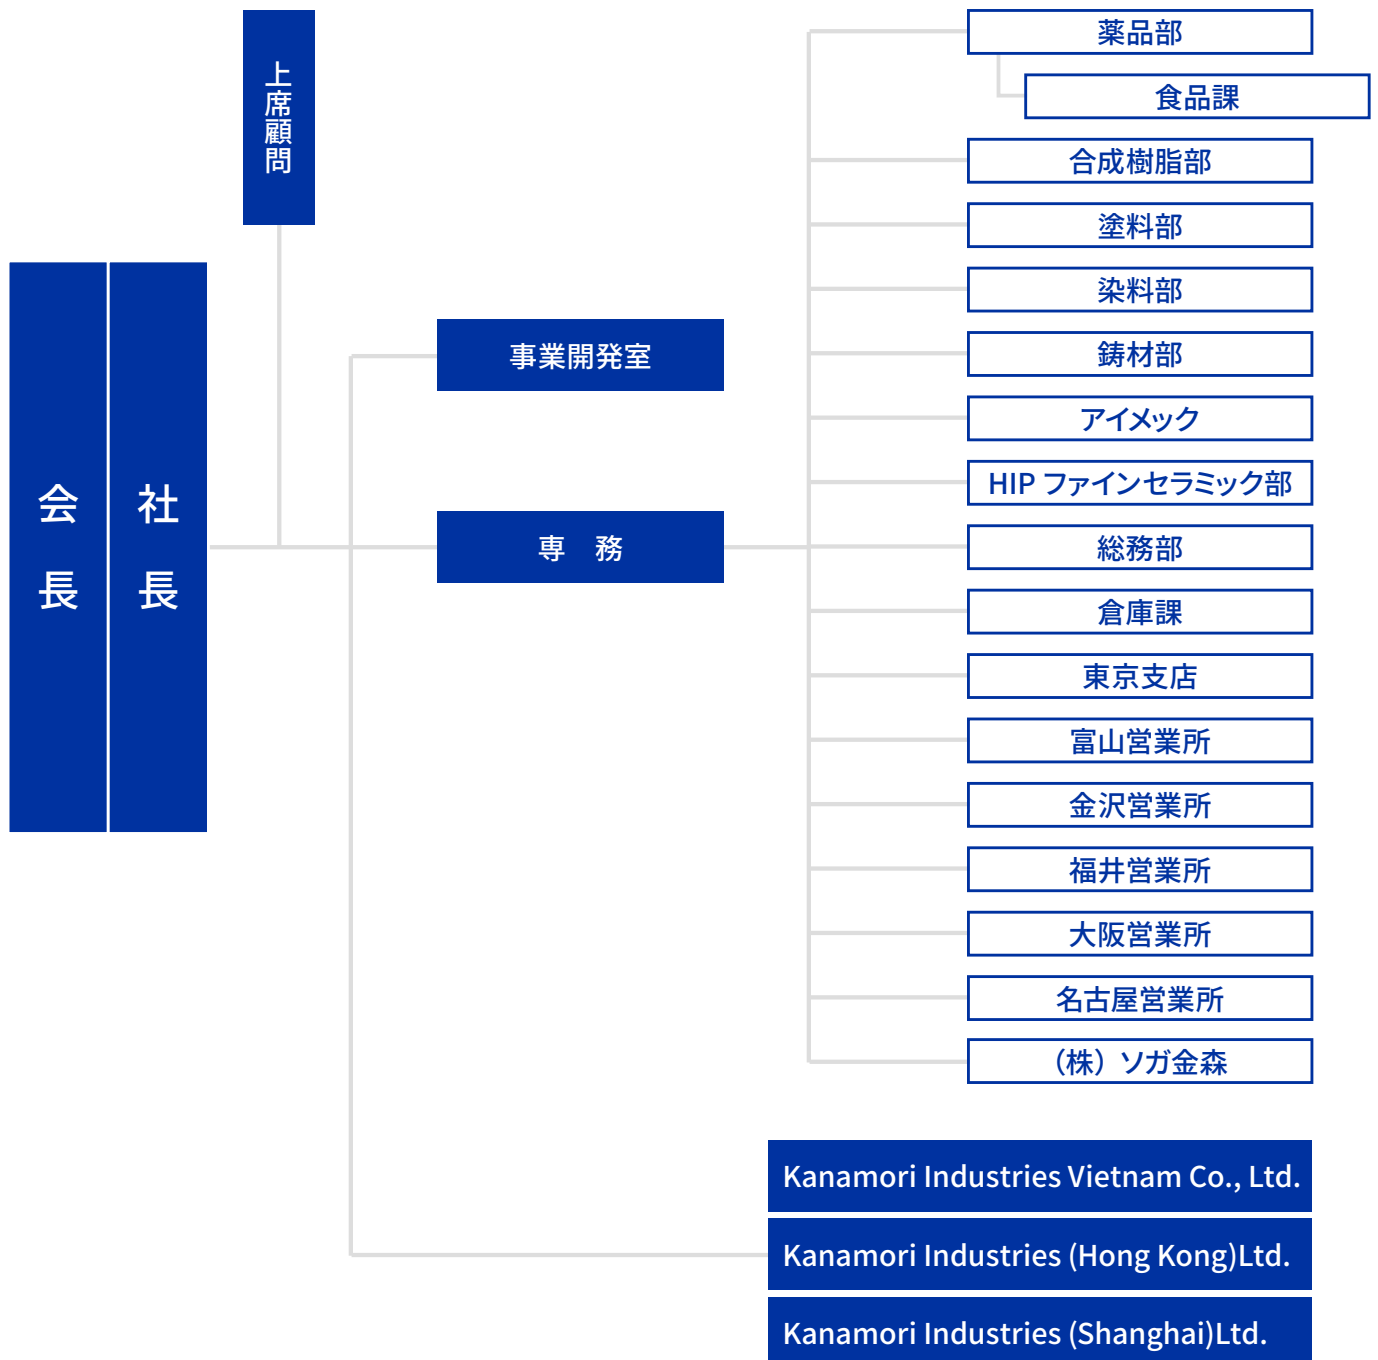 会長
社長
上席顧問
事業開発室
専　務
薬品部
食品課
合成樹脂部
塗料部
染料部
鋳材部
アイメック
HIP ファインセラミック部
総務部
倉庫課
東京支店
富山営業所
金沢営業所
福井営業所
大阪営業所
名古屋営業所
（株）ソガ金森
Kanamori Industries Vietnam Co., Ltd.
Kanamori Industries (Hong Kong)Ltd.
Kanamori Industries (Shanghai)Ltd.